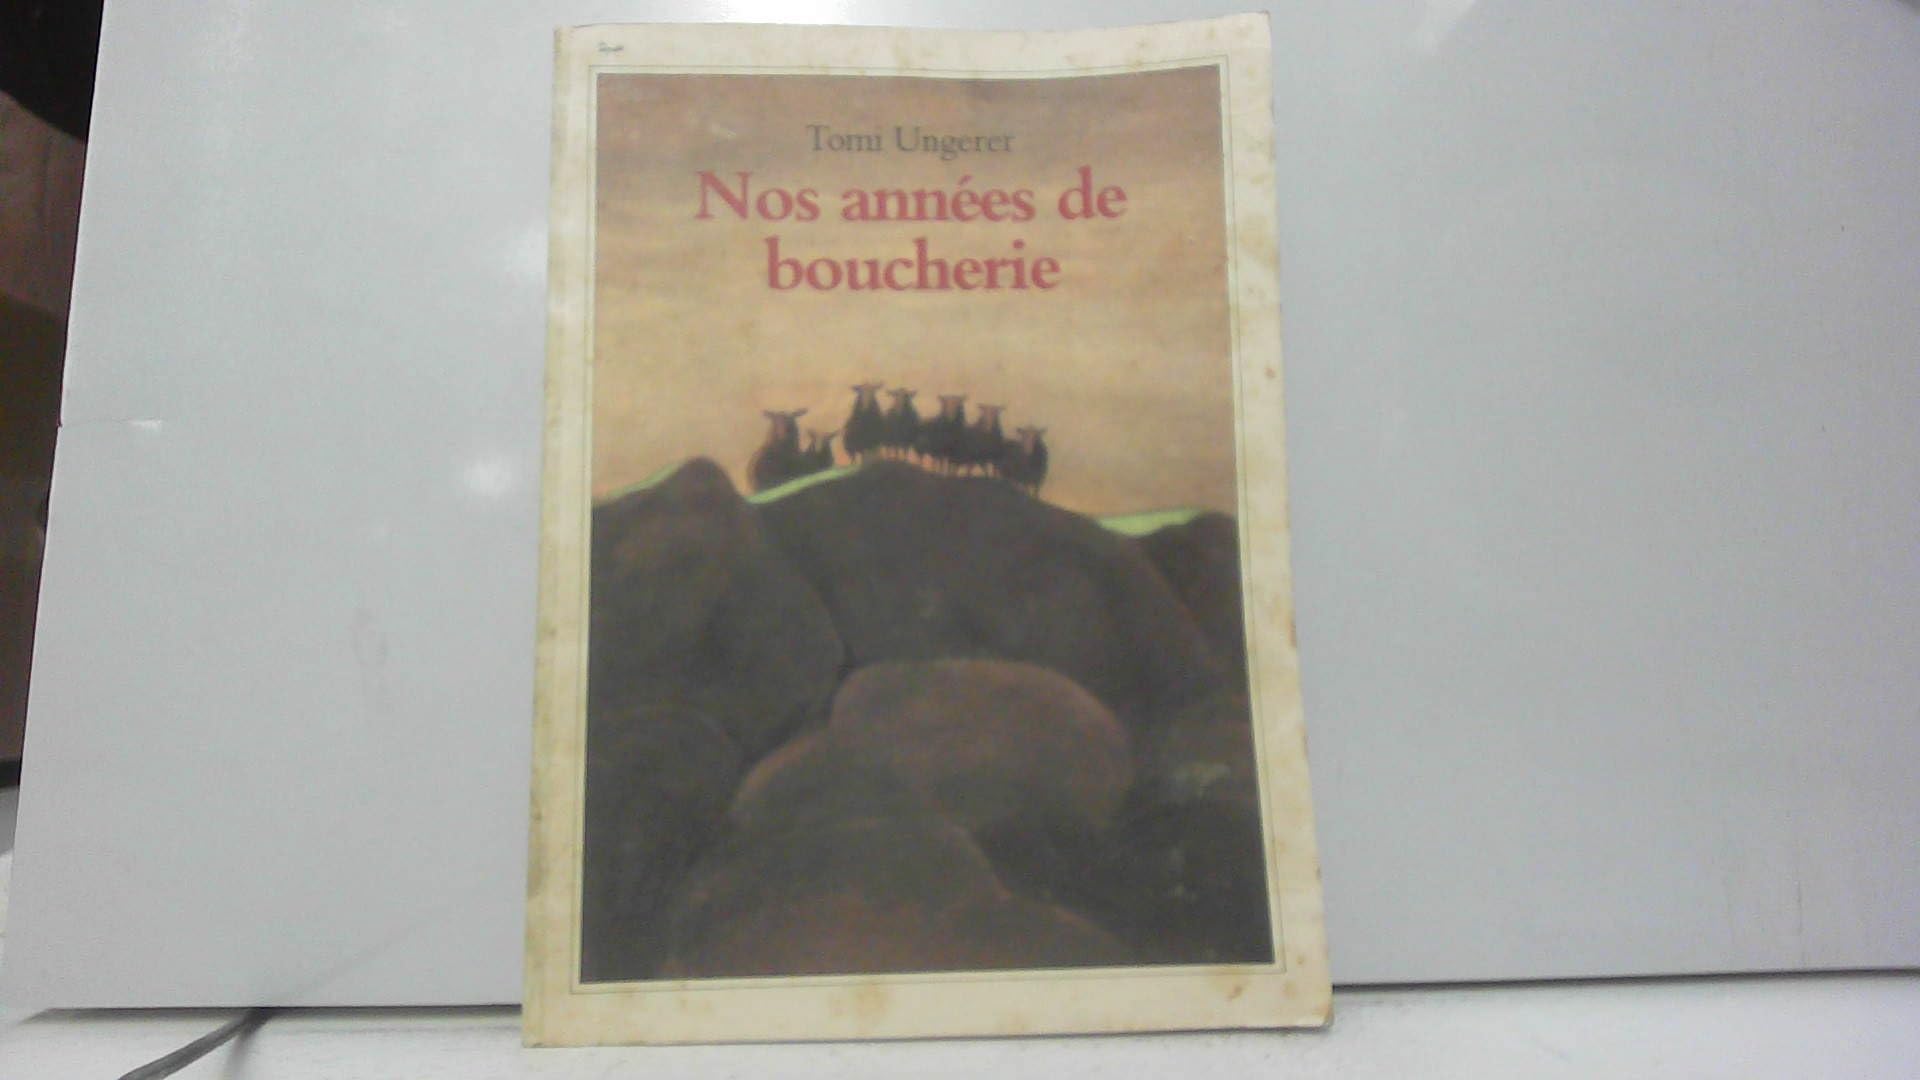 Tomi Ungerer
Nos années de
boucherie